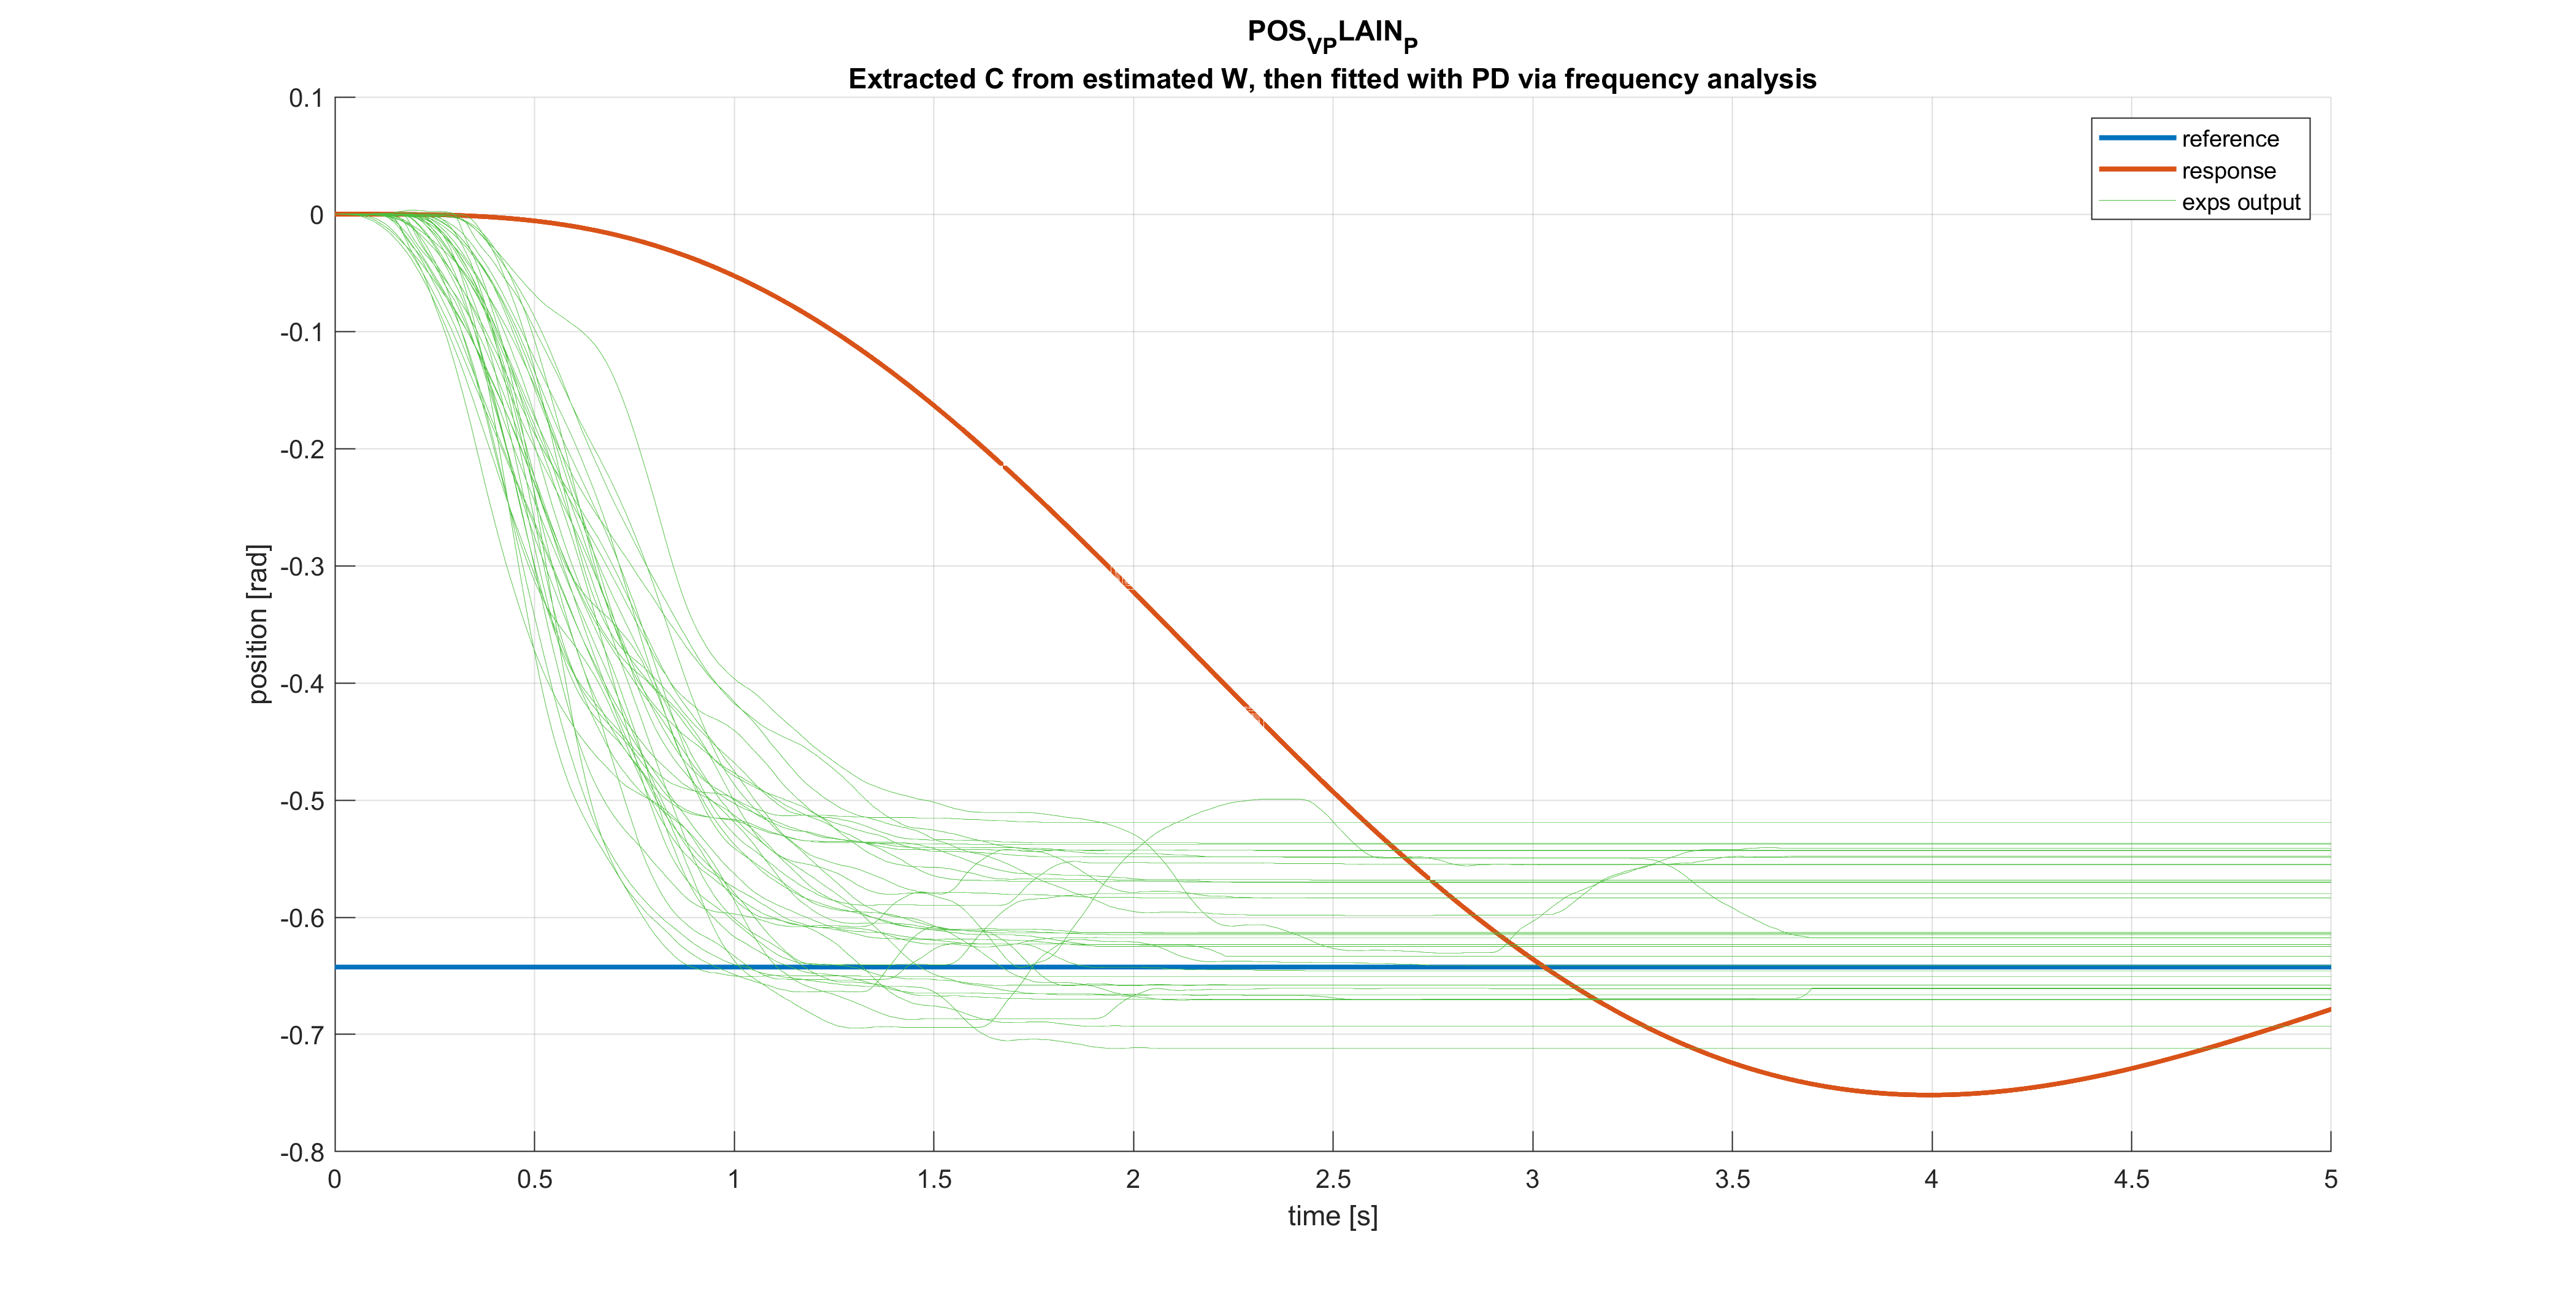 POS_VPLAIN_P
Extracted C from estimated W, then fitted with PD via frequency analysis
0.1
0
-0.1
-0.2
-0.3
-0.4
-0.5
-0.6
-0.7
-0.8
position [rad]
reference
response
exps output
0 0.5 1 1.5 2 2.5 3 3.5 4 4.5 5
time [s]